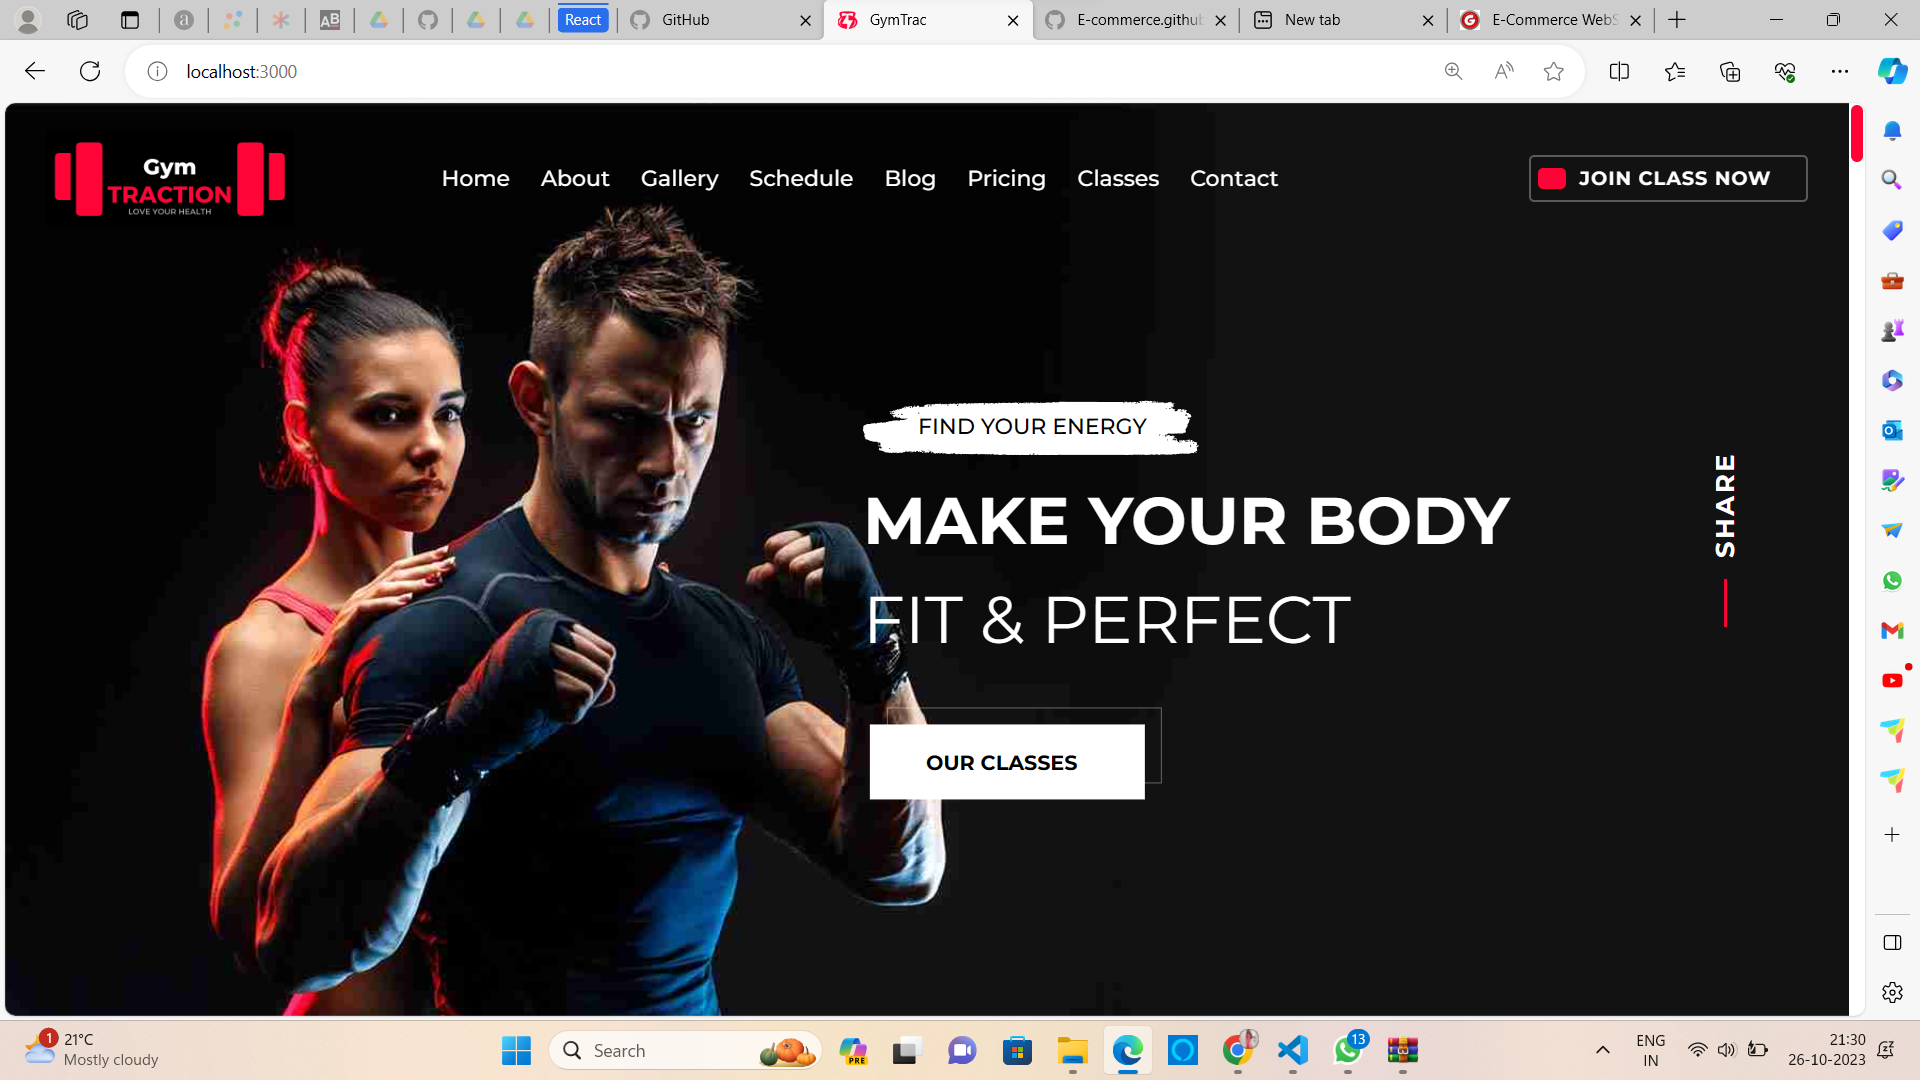 React
GitHub
GymTrac
E-commerce.github
New tab
E-Commerce WebS
localhost:3000
Gym
TRACTION
LOVE YOUR HEALTH
Home About Gallery Schedule Blog Pricing Classes Contact
JOIN CLASS NOW
FIND YOUR ENERGY
MAKE YOUR BODY
FIT & PERFECT
SHARE
OUR CLASSES
1
21°C
Mostly cloudy
Search
PRE
13
ENG
IN
21:30
26-10-2023